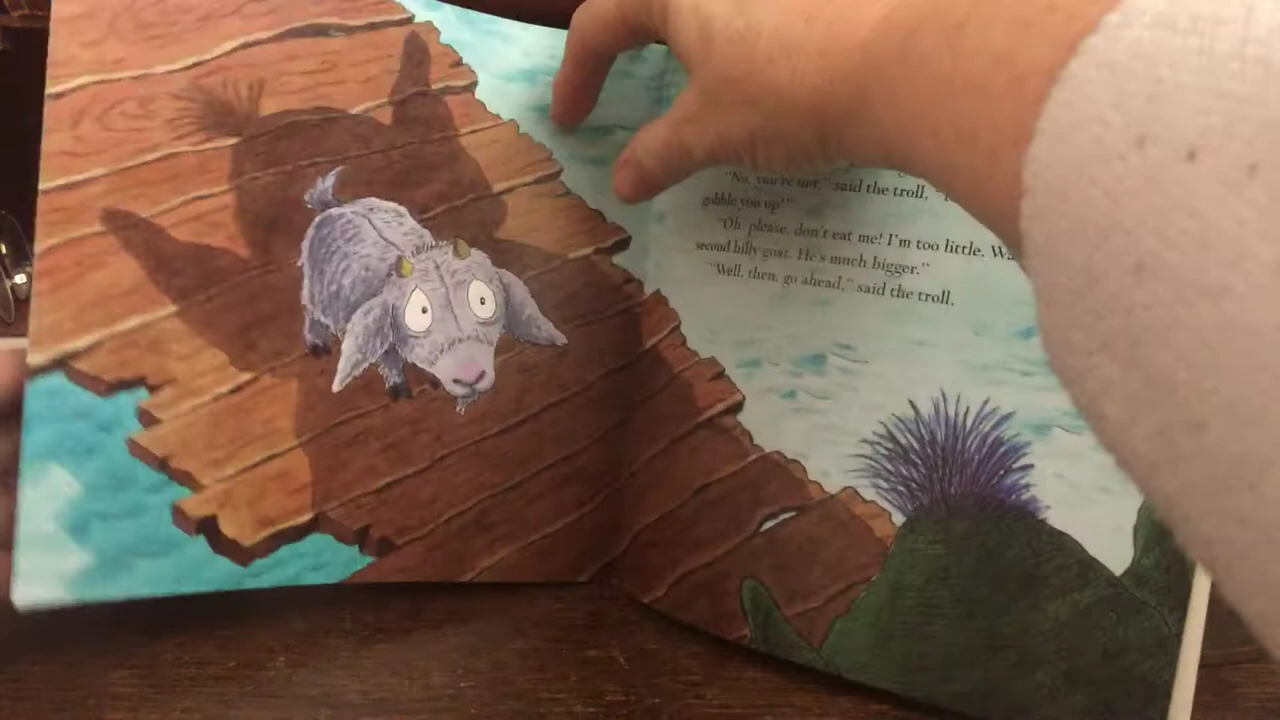 "No, you're not," said the troll,
gobble you up!"
"Oh, please, don't eat me! I'm too little.
second billy goat. He's much bigger."
"Well, then, go ahead," said the troll.